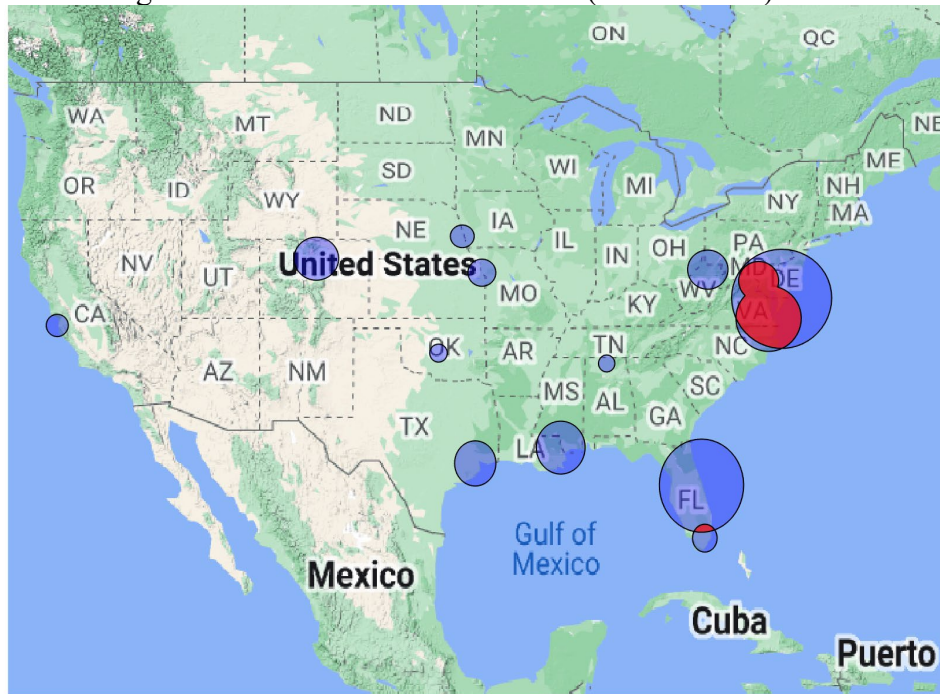 ON
QC
WA
MT
ND
MN
NE
ME
OR
ID
SD
WI
MI
NH
WY
NY
MA
NE
IA
NV
UT
United States
IL
IN
OH
PA
MD
DE
CA
MO
WV
KY
VA
AZ
NM
OK
AR
TN
NC
MS
AL
SC
GA
TX
LA
FL
Gulf of
Mexico
Mexico
Cuba
Puerto